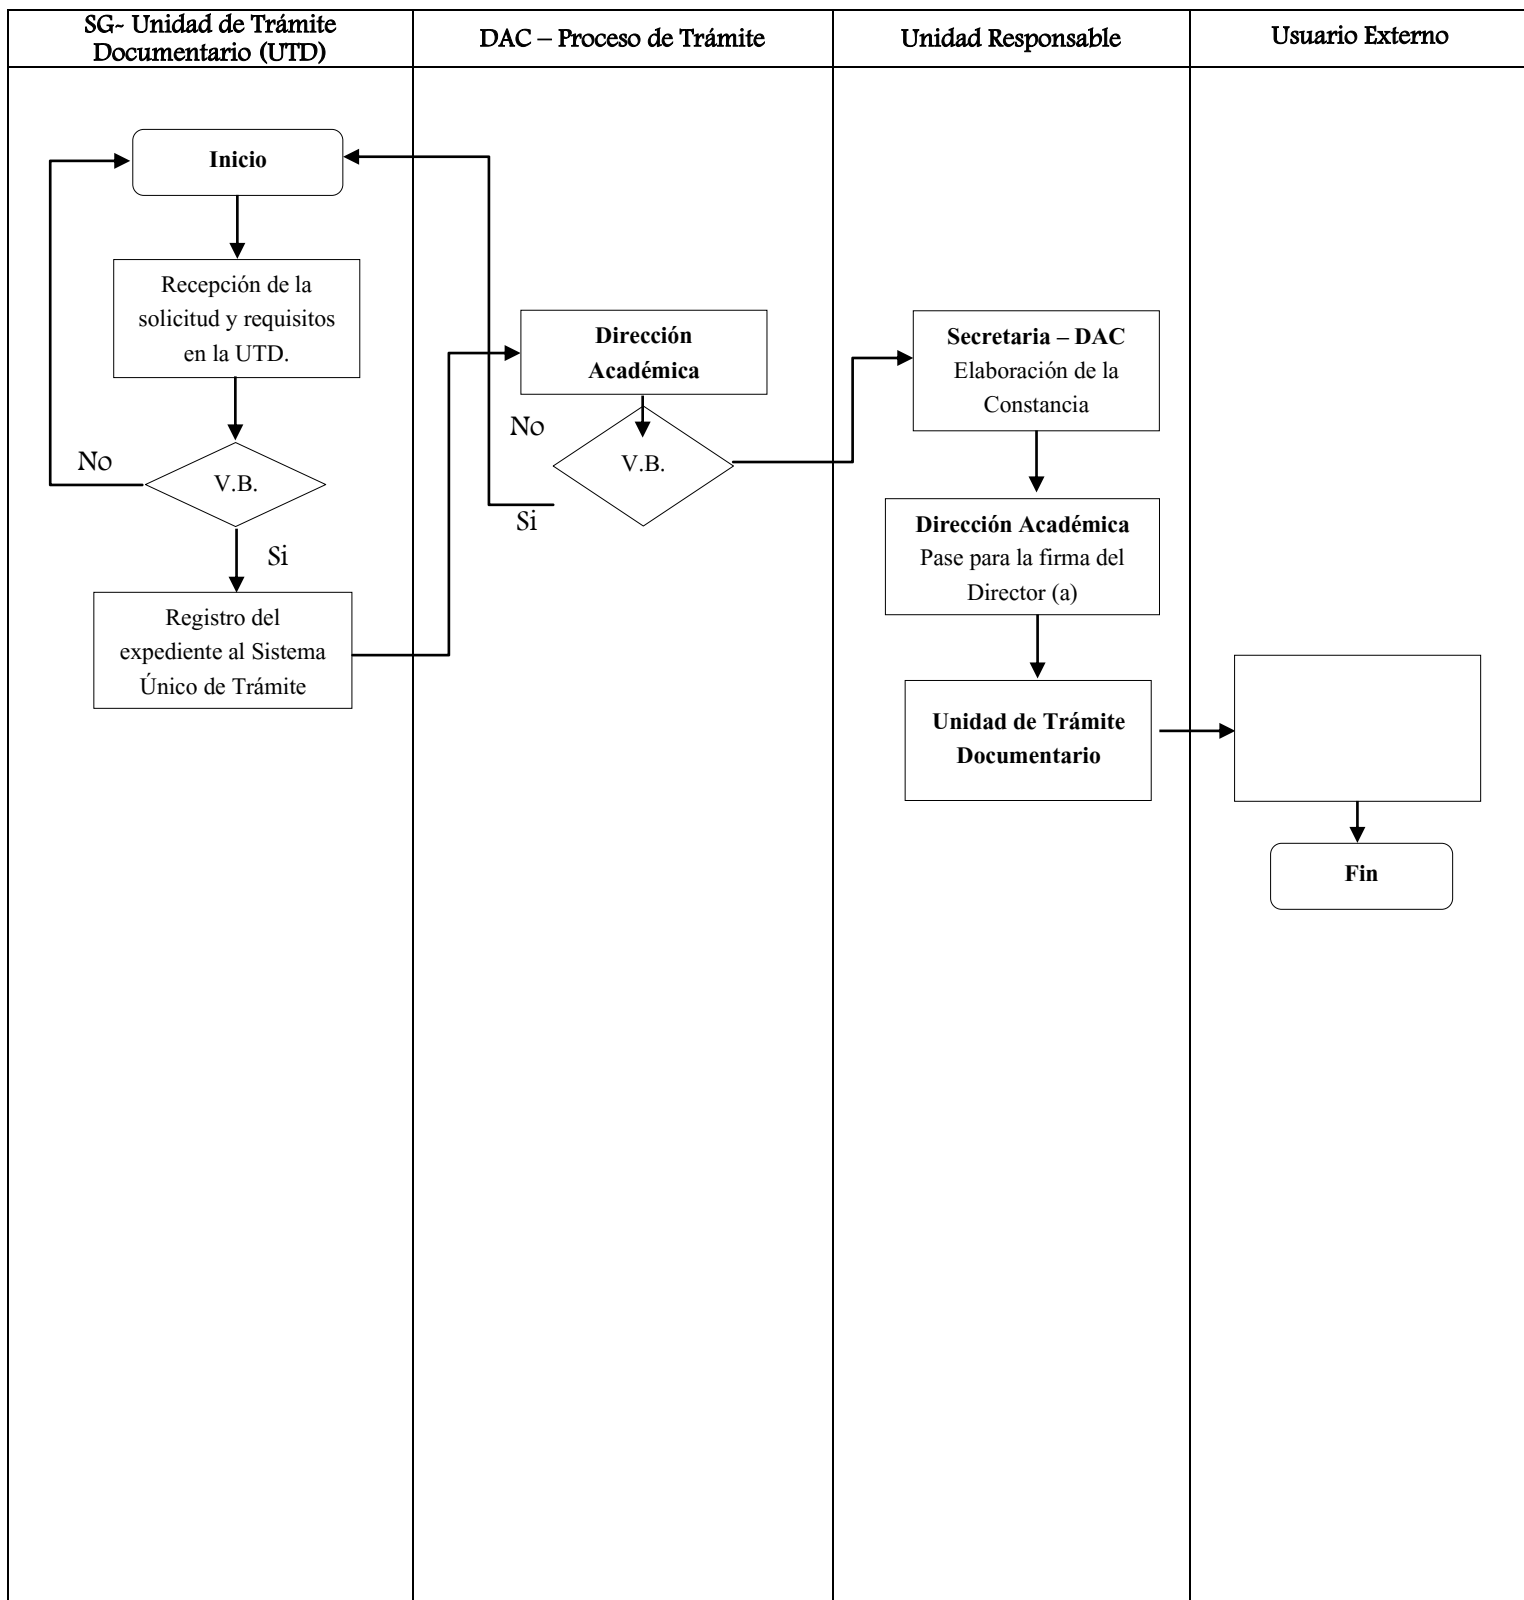 SG- Unidad de Trámite
Documentario (UTD)
DAC – Proceso de Trámite
Unidad Responsable
Usuario Externo
Inicio
Recepción de la
solicitud y requisitos
en la UTD.
No
V.B.
Si
Registro del
expediente al Sistema
Único de Trámite
Dirección
Académica
No
V.B.
Si
Secretaria – DAC
Elaboración de la
Constancia
Dirección Académica
Pase para la firma del
Director (a)
Unidad de Trámite
Documentario
Fin